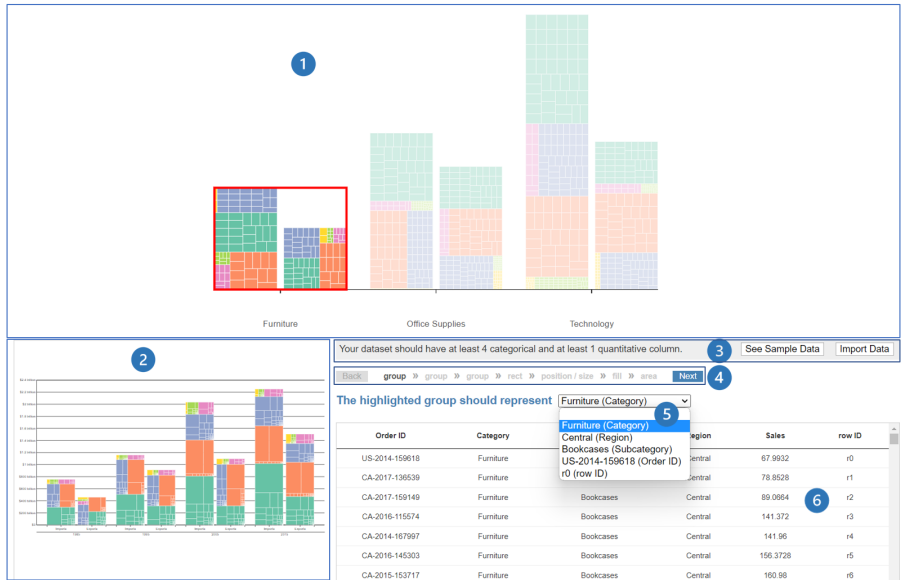 1
Furniture Office Supplies Technology
2
Your dataset should have at least 4 categorical and at least 1 quantitative column. 3 See Sample Data Import Data
Back group » group » group » rect » position / size » fill » area Next 4
The highlighted group should represent Furniture (Category) 5
Furniture (Category)
Central (Region)
Bookcases (Subcategory)
US-2014-159618 (Order ID)
r0 (row ID)
Order ID Category Sales row ID
US-2014-159618 Furniture Central 67.9932 r0
CA-2017-136539 Furniture Central 78.8528 r1
CA-2017-159149 Furniture Bookcases Central 89.0664 r2 6
CA-2016-115574 Furniture Bookcases Central 141.372 r3
CA-2014-167997 Furniture Bookcases Central 141.96 r4
CA-2016-145303 Furniture Bookcases Central 156.3728 r5
CA-2015-153717 Furniture Bookcases Central 160.98 r6